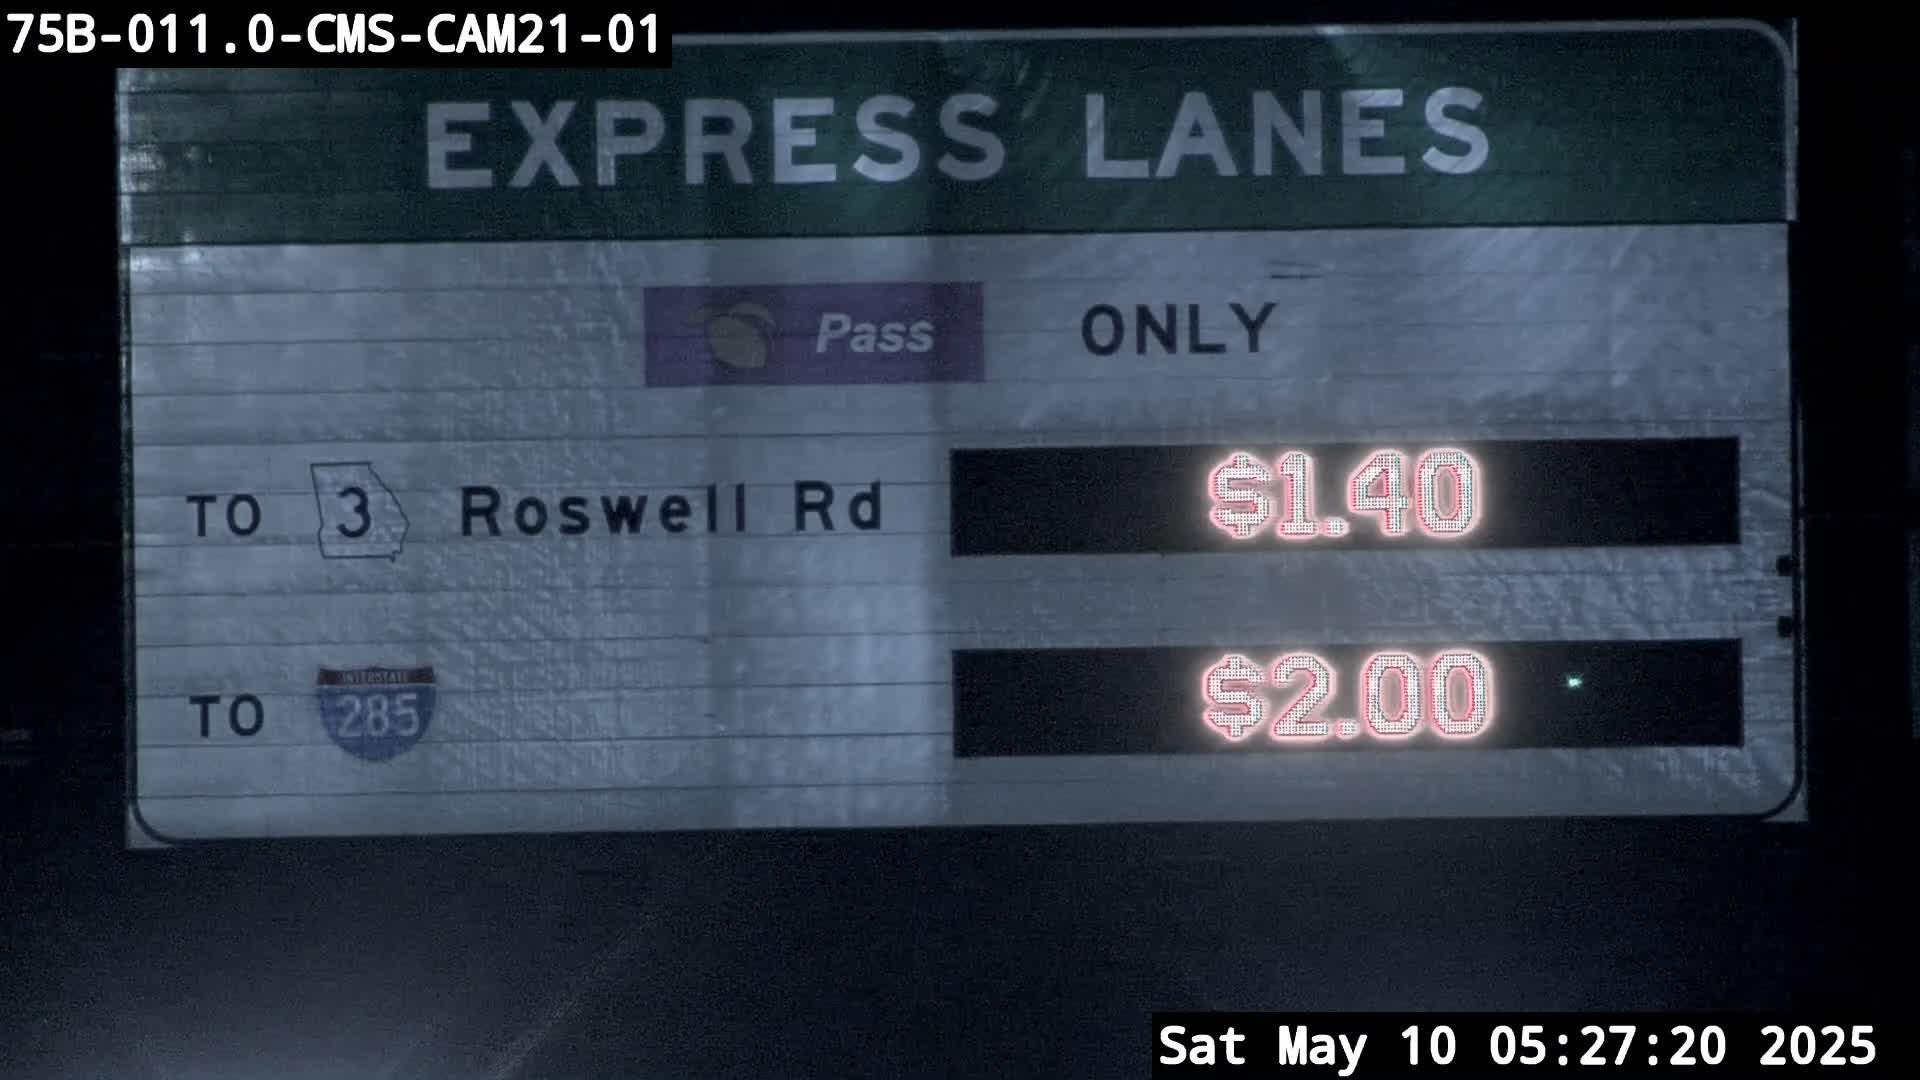 75B-011.0-CMS-CAM21-01
EXPRESS LANES
Pass ONLY
TO 3 Roswell Rd $1.40
INTERSTATE
TO 285 $2.00
Sat May 10 05:27:20 2025